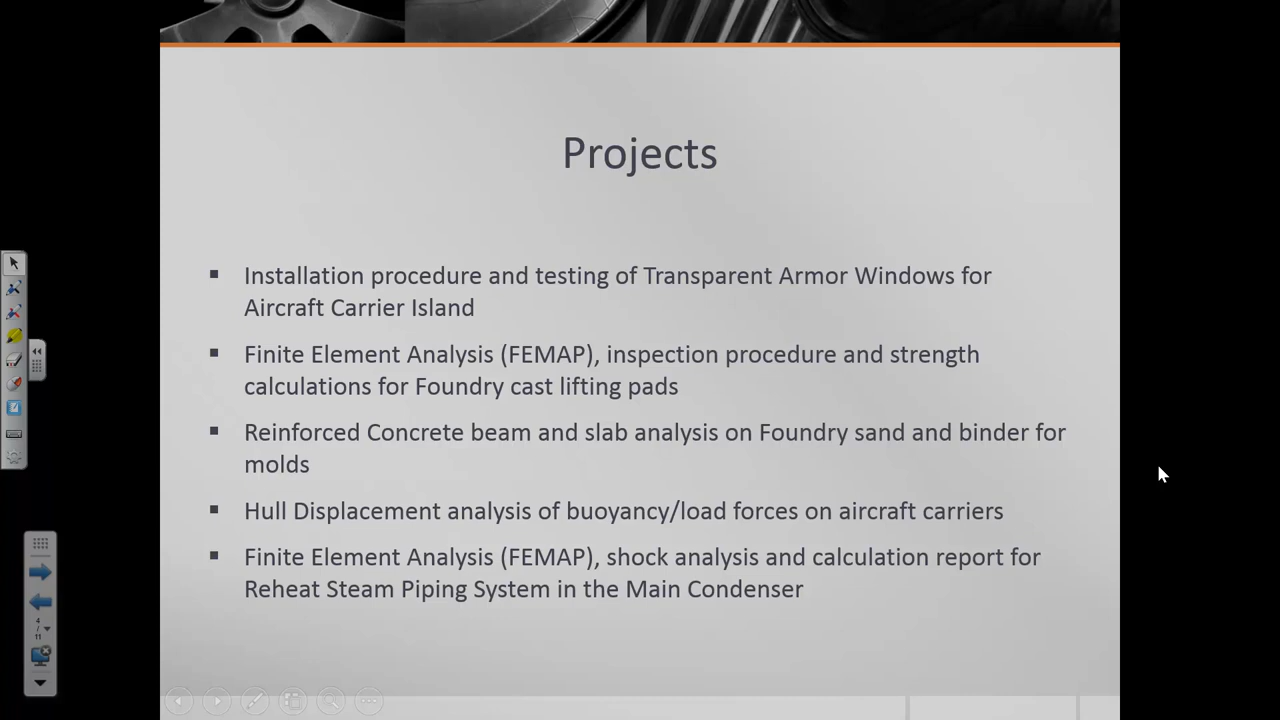 Projects
▪ Installation procedure and testing of Transparent Armor Windows for
Aircraft Carrier Island
▪ Finite Element Analysis (FEMAP), inspection procedure and strength
calculations for Foundry cast lifting pads
▪ Reinforced Concrete beam and slab analysis on Foundry sand and binder for
molds
▪ Hull Displacement analysis of buoyancy/load forces on aircraft carriers
▪ Finite Element Analysis (FEMAP), shock analysis and calculation report for
Reheat Steam Piping System in the Main Condenser
4
/
11